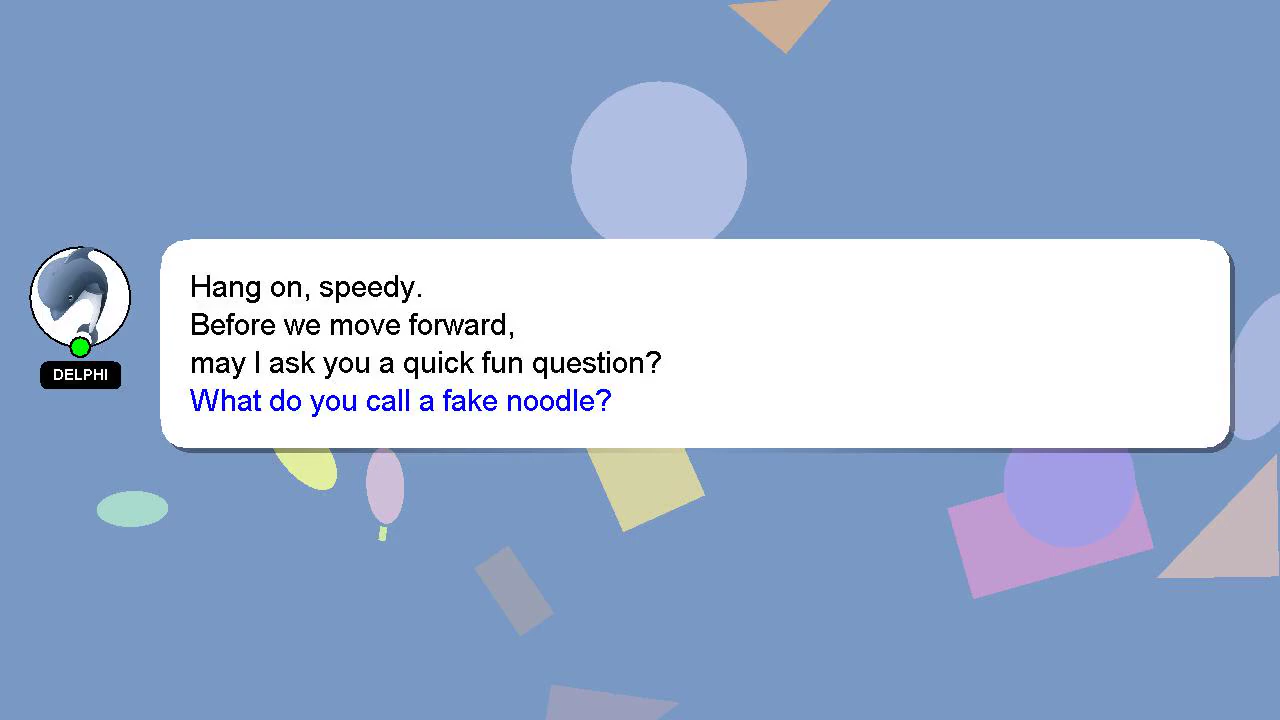 Hang on, speedy.
Before we move forward,
may I ask you a quick fun question?
What do you call a fake noodle?
DELPHI